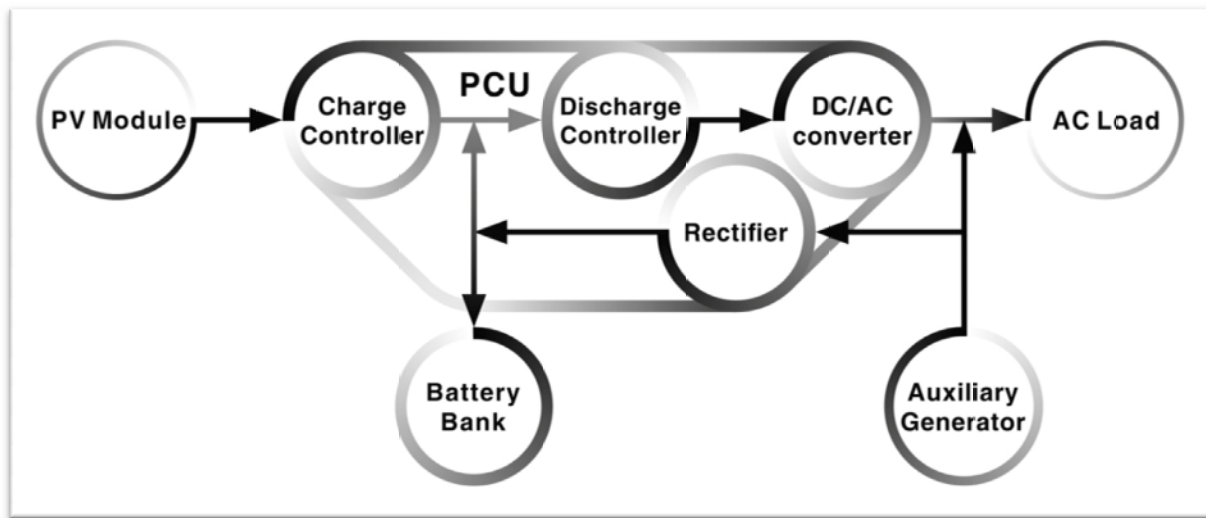 PV Module
Charge
Controller
PCU
Discharge
Controller
DC/AC
converter
AC Load
Rectifier
Battery
Bank
Auxiliary
Generator